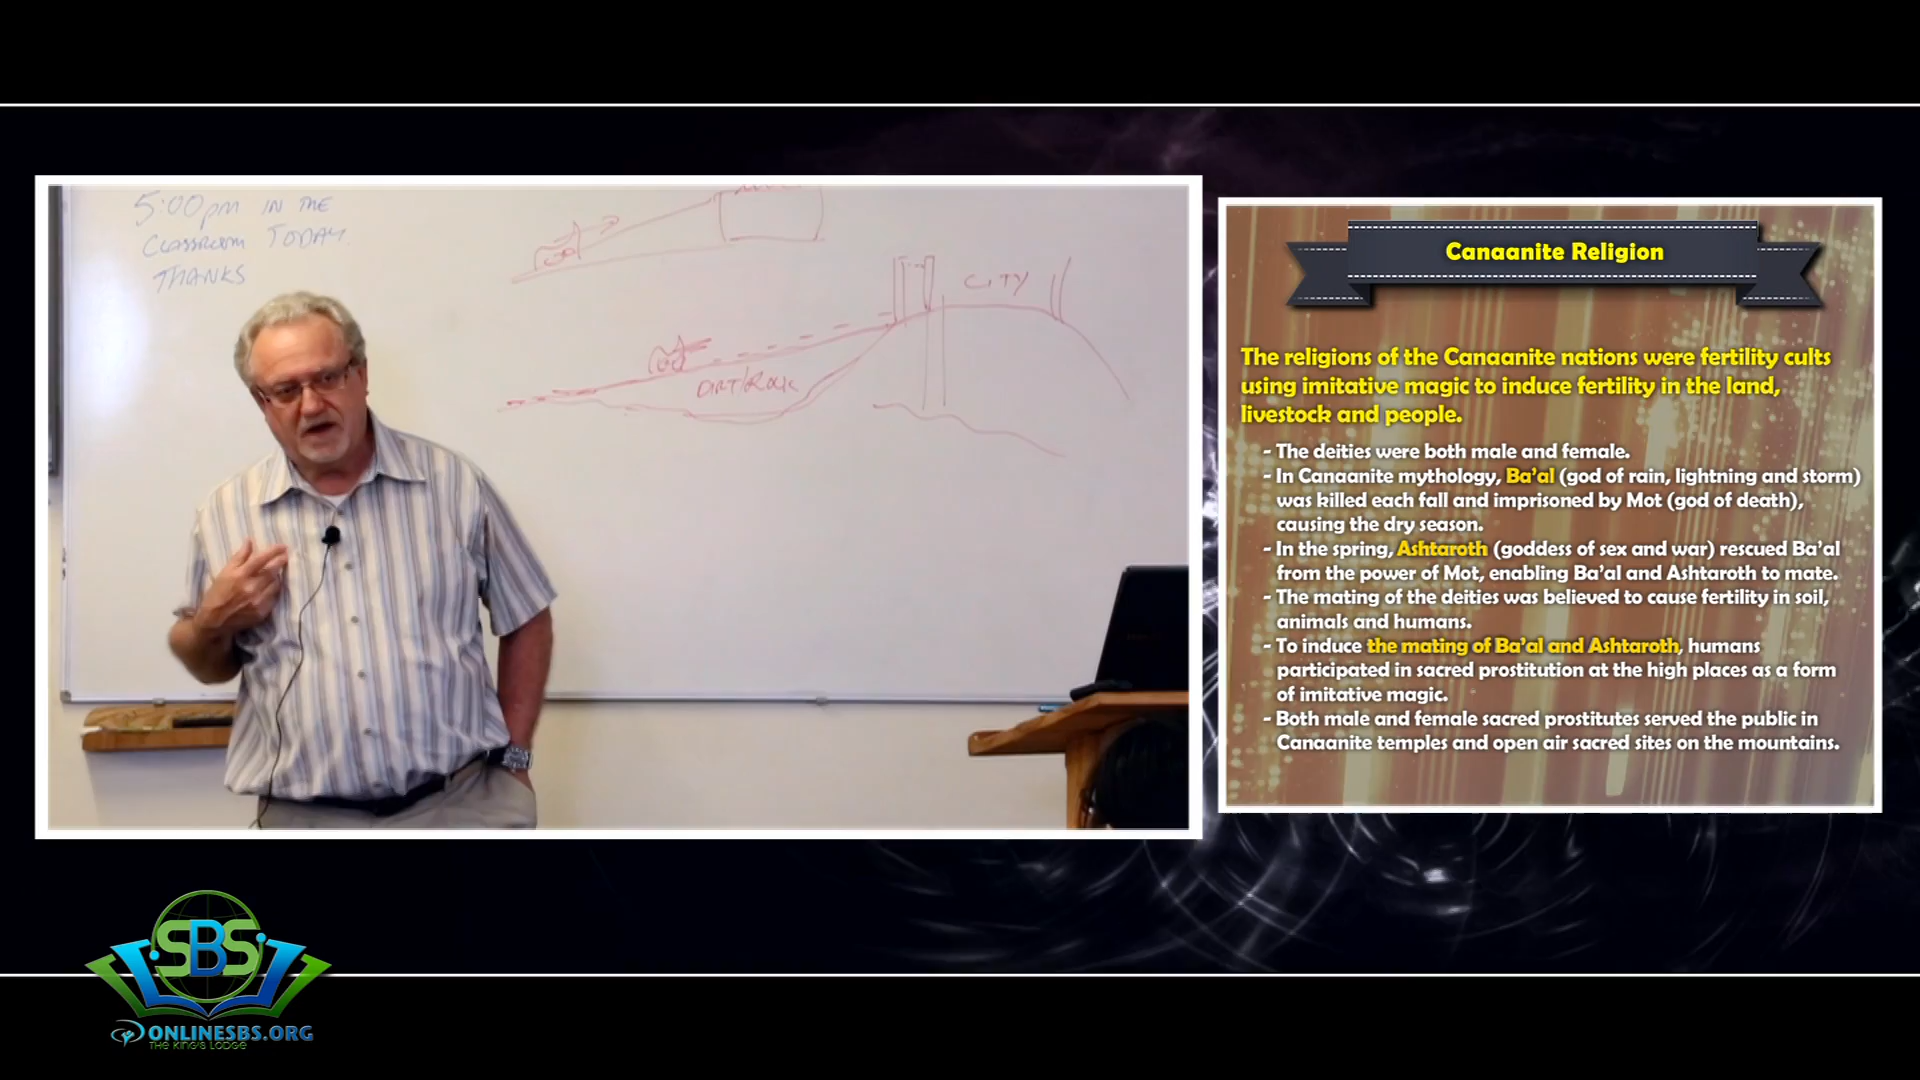 5:00pm IN THE
CLASSROOM TODAY.
THANKS
CITY
DIRT/ROCK
Canaanite Religion
The religions of the Canaanite nations were fertility cults
using imitative magic to induce fertility in the land,
livestock and people.
- The deities were both male and female.
- In Canaanite mythology, Ba'al (god of rain, lightning and storm)
was killed each fall and imprisoned by Mot (god of death),
causing the dry season.
- In the spring, Ashtaroth (goddess of sex and war) rescued Ba'al
from the power of Mot, enabling Ba'al and Ashtaroth to mate.
- The mating of the deities was believed to cause fertility in soil,
animals and humans.
- To induce the mating of Ba'al and Ashtaroth, humans
participated in sacred prostitution at the high places as a form
of imitative magic.
- Both male and female sacred prostitutes served the public in
Canaanite temples and open air sacred sites on the mountains.
SBS
ONLINESBS.ORG
THE KING'S LODGE